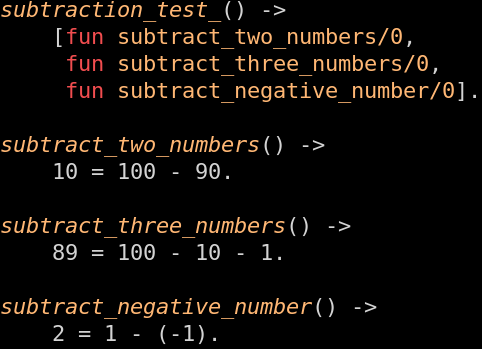 subtraction_test_() ->
    [fun subtract_two_numbers/0,
     fun subtract_three_numbers/0,
     fun subtract_negative_number/0].

subtract_two_numbers() ->
    10 = 100 - 90.

subtract_three_numbers() ->
    89 = 100 - 10 - 1.

subtract_negative_number() ->
    2 = 1 - (-1).